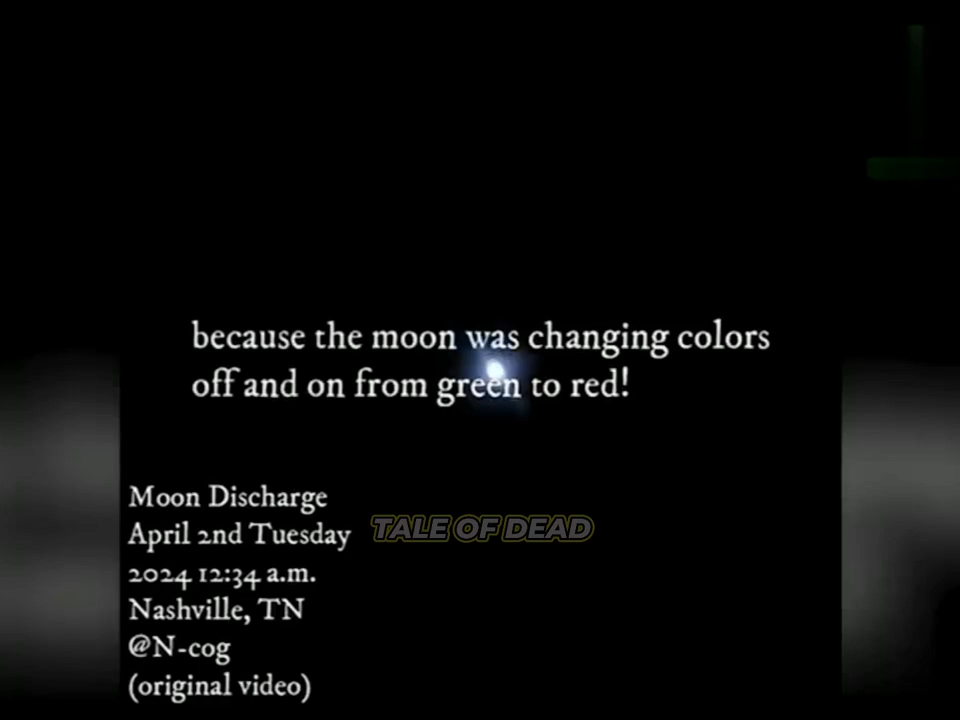 because the moon was changing colors
off and on from green to red!
Moon Discharge
April 2nd Tuesday
TALE OF DEAD
2024 12:34 a.m.
Nashville, TN
@N-cog
(original video)